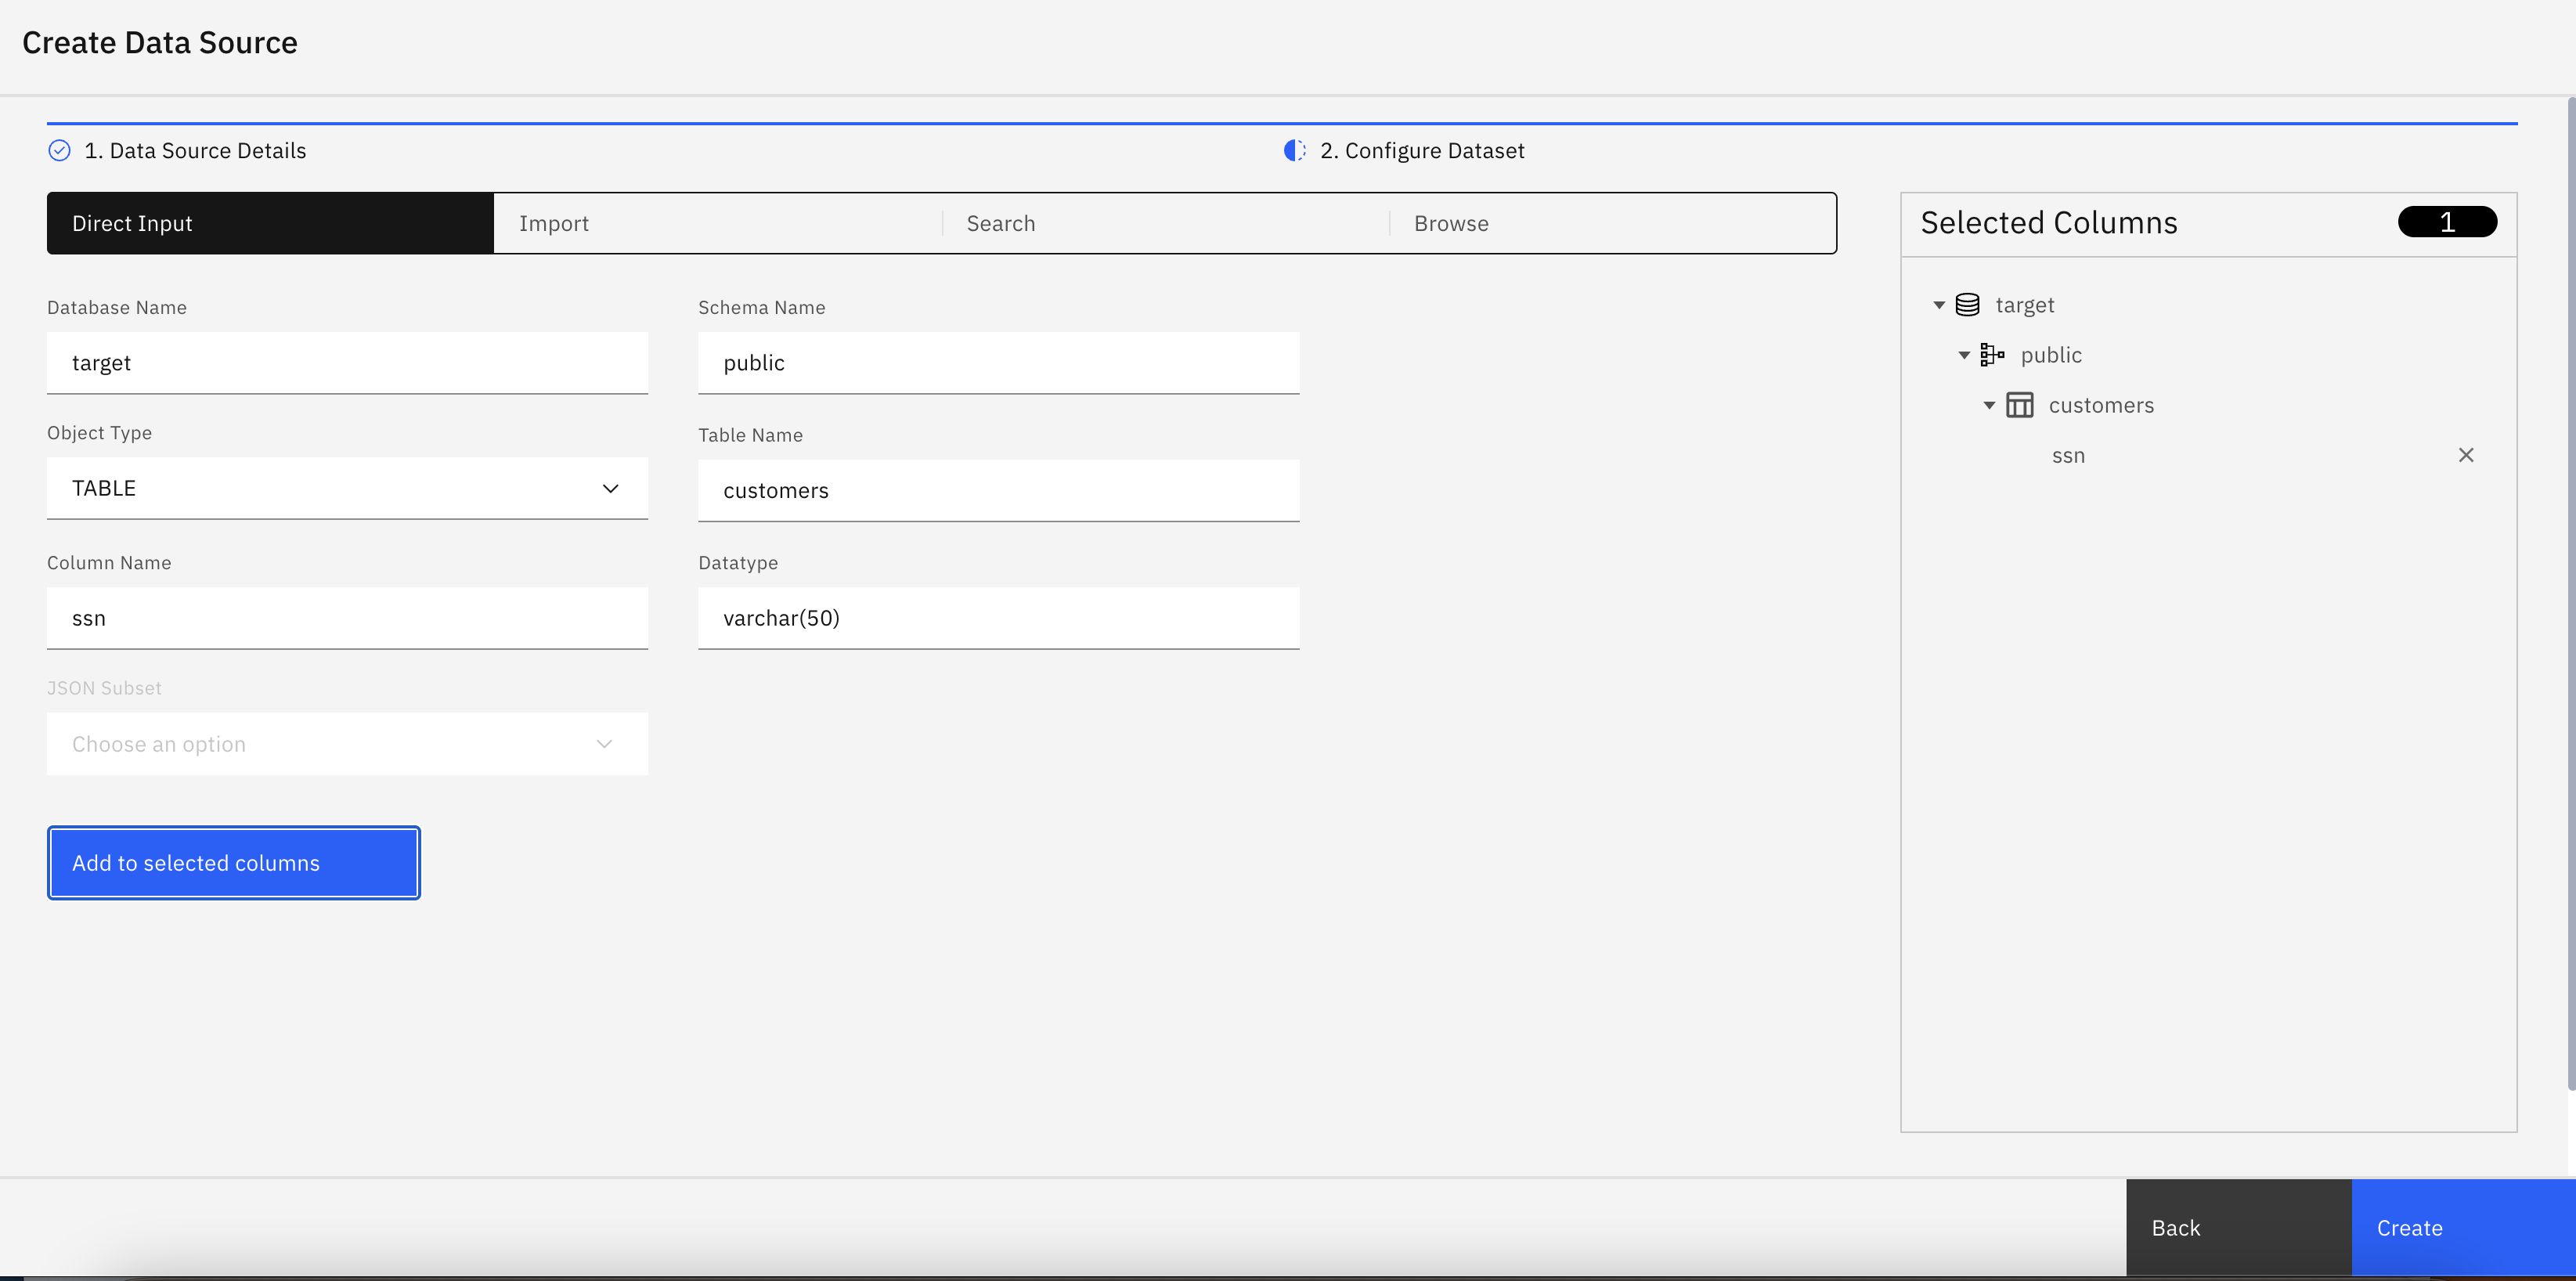 Create Data Source
1. Data Source Details
2. Configure Dataset
Direct Input
Import
Search
Browse
Selected Columns
1
Database Name
target
Schema Name
public
Object Type
TABLE
Table Name
customers
Column Name
ssn
Datatype
varchar(50)
JSON Subset
Choose an option
Add to selected columns
target
public
customers
ssn
Back
Create